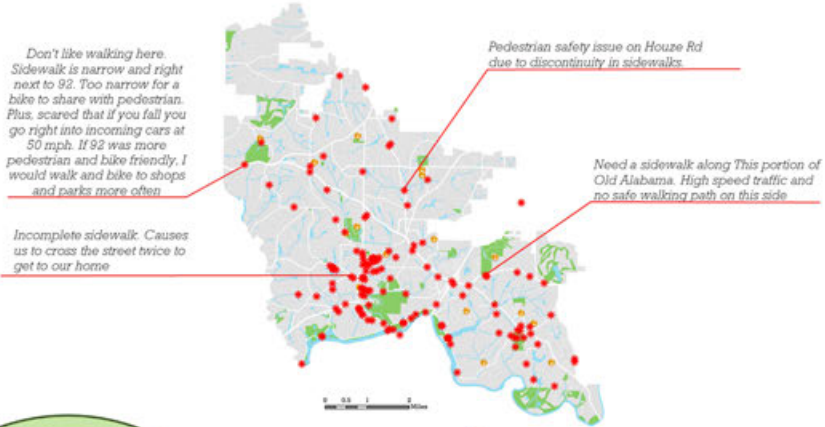 Don't like walking here.
Sidewalk is narrow and right
next to 92. Too narrow for a
bike to share with pedestrian.
Plus, scared that if you fall you
go right into incoming cars at
50 mph. If 92 was more
pedestrian and bike friendly, I
would walk and bike to shops
and parks more often
Incomplete sidewalk. Causes
us to cross the street twice to
get to our home
Pedestrian safety issue on Houze Rd
due to discontinuity in sidewalks.
Need a sidewalk along This portion of
Old Alabama. High speed traffic and
no safe walking path on this side
0 0.5 1 2
Miles